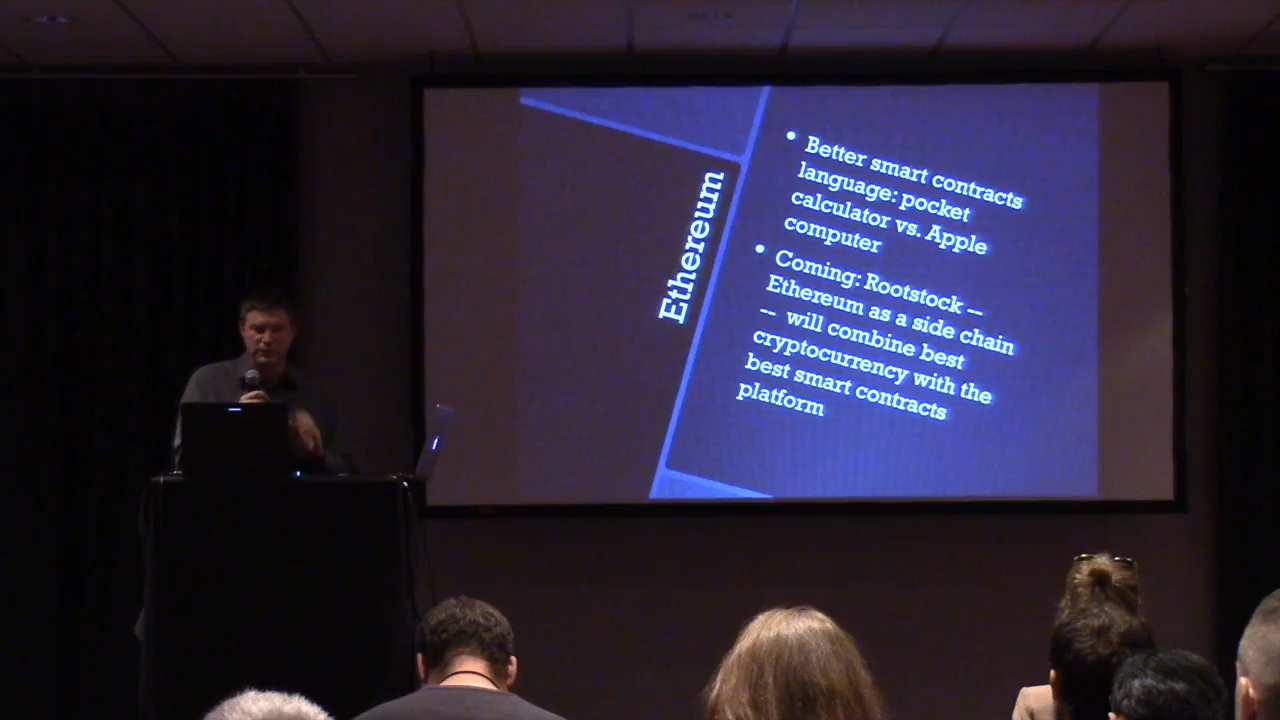 Ethereum
• Better smart contracts
language: pocket
calculator vs. Apple
computer
• Coming: Rootstock --
Ethereum as a side chain
-- will combine best
cryptocurrency with the
best smart contracts
platform